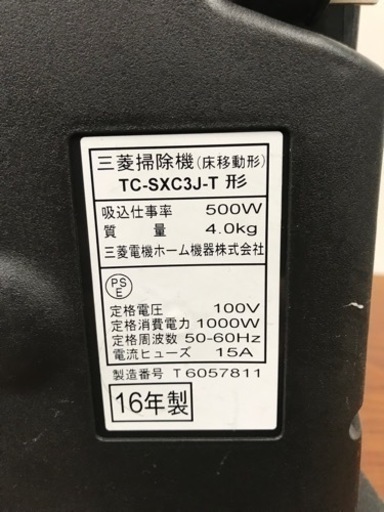 三菱掃除機(床移動形)
TC-SXC3J-T 形
吸込仕事率 500W
質量 4.0kg
三菱電機ホーム機器株式会社
PS
E
定格電圧 100V
定格消費電力 1000W
定格周波数 50-60Hz
電流ヒューズ 15A
製造番号 T6057811
16年製